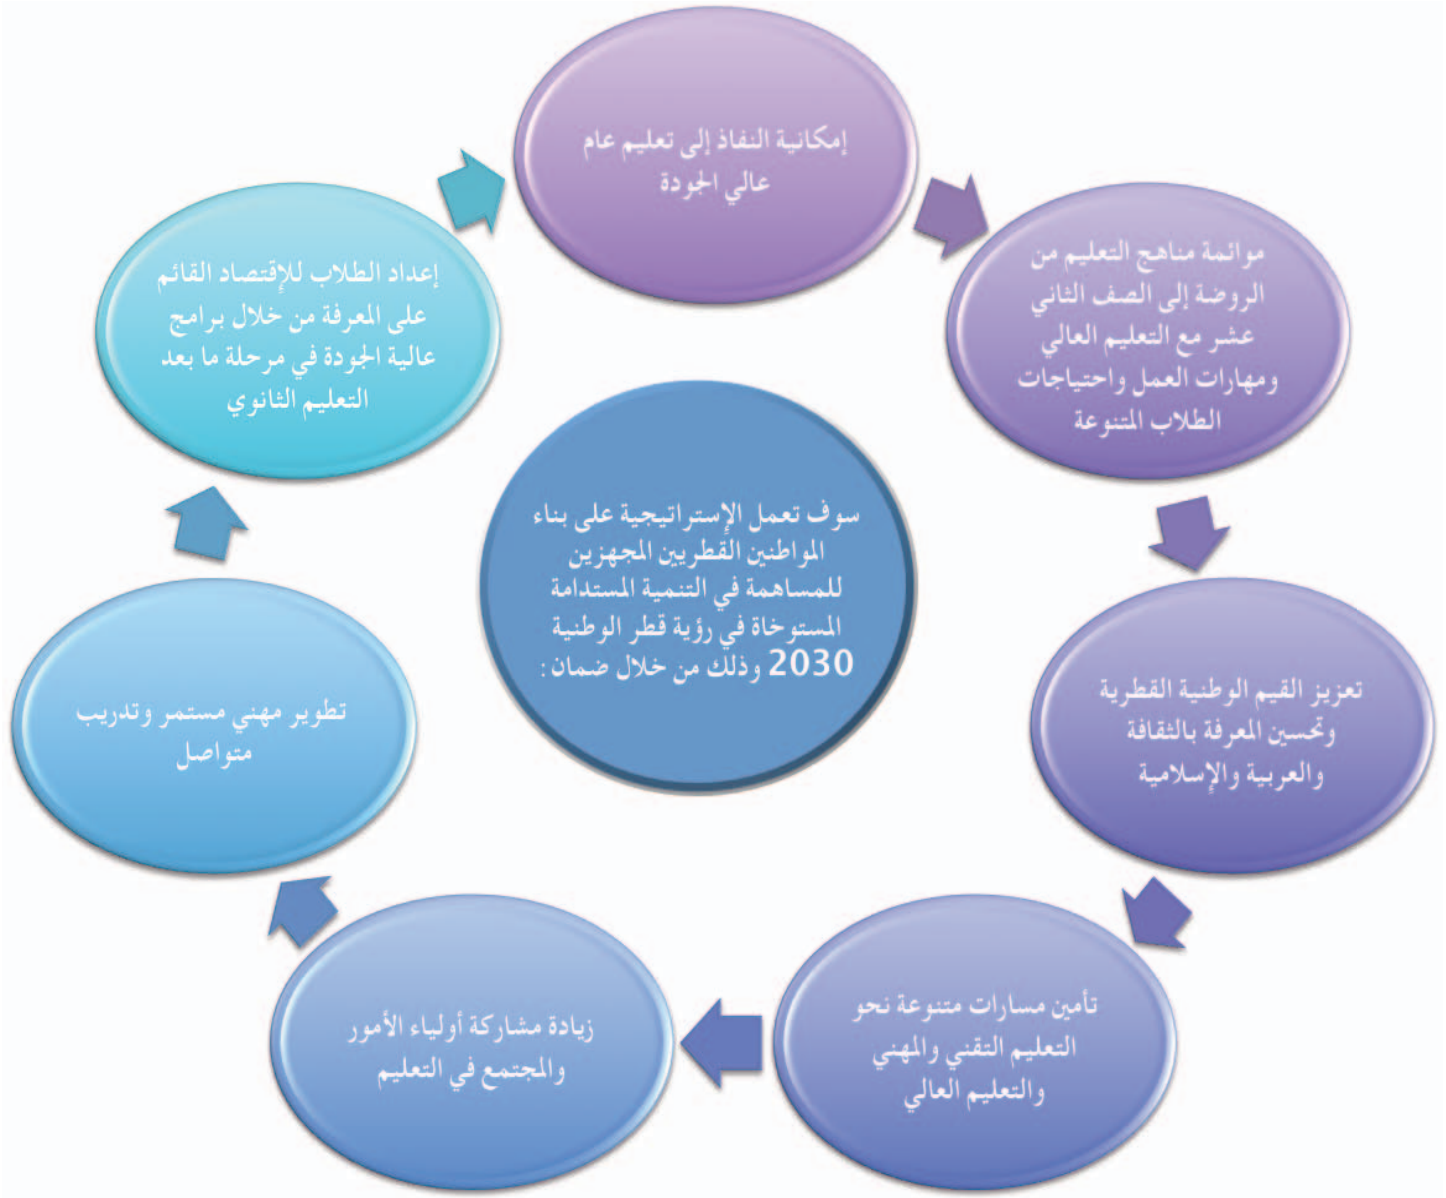 إمكانية النفاذ إلى تعليم عام
عالي الجودة
موائمة مناهج التعليم من
الروضة إلى الصف الثاني
عشر مع التعليم العالي
ومهارات العمل واحتياجات
الطلاب المتنوعة
تعزيز القيم الوطنية القطرية
وتحسين المعرفة بالثقافة
والعربية والإسلامية
تأمين مسارات متنوعة نحو
التعليم التقني والمهني
والتعليم العالي
زيادة مشاركة أولياء الأمور
والمجتمع في التعليم
تطوير مهني مستمر وتدريب
متواصل
إعداد الطلاب للإقتصاد القائم
على المعرفة من خلال برامج
عالية الجودة في مرحلة ما بعد
التعليم الثانوي
سوف تعمل الإستراتيجية على بناء
المواطنين القطريين المجهزين
للمساهمة في التنمية المستدامة
المستوخاة في رؤية قطر الوطنية
2030 وذلك من خلال ضمان: